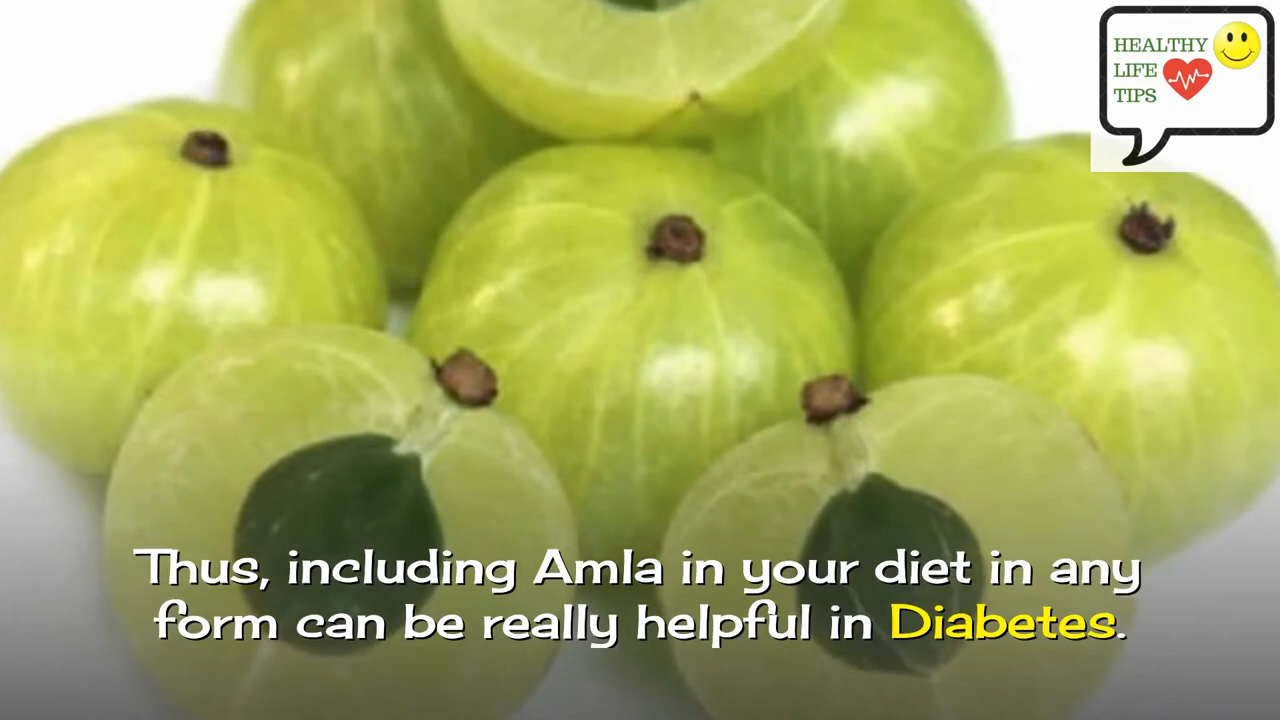 HEALTHY
LIFE
TIPS
Thus, including Amla in your diet in any
form can be really helpful in Diabetes.